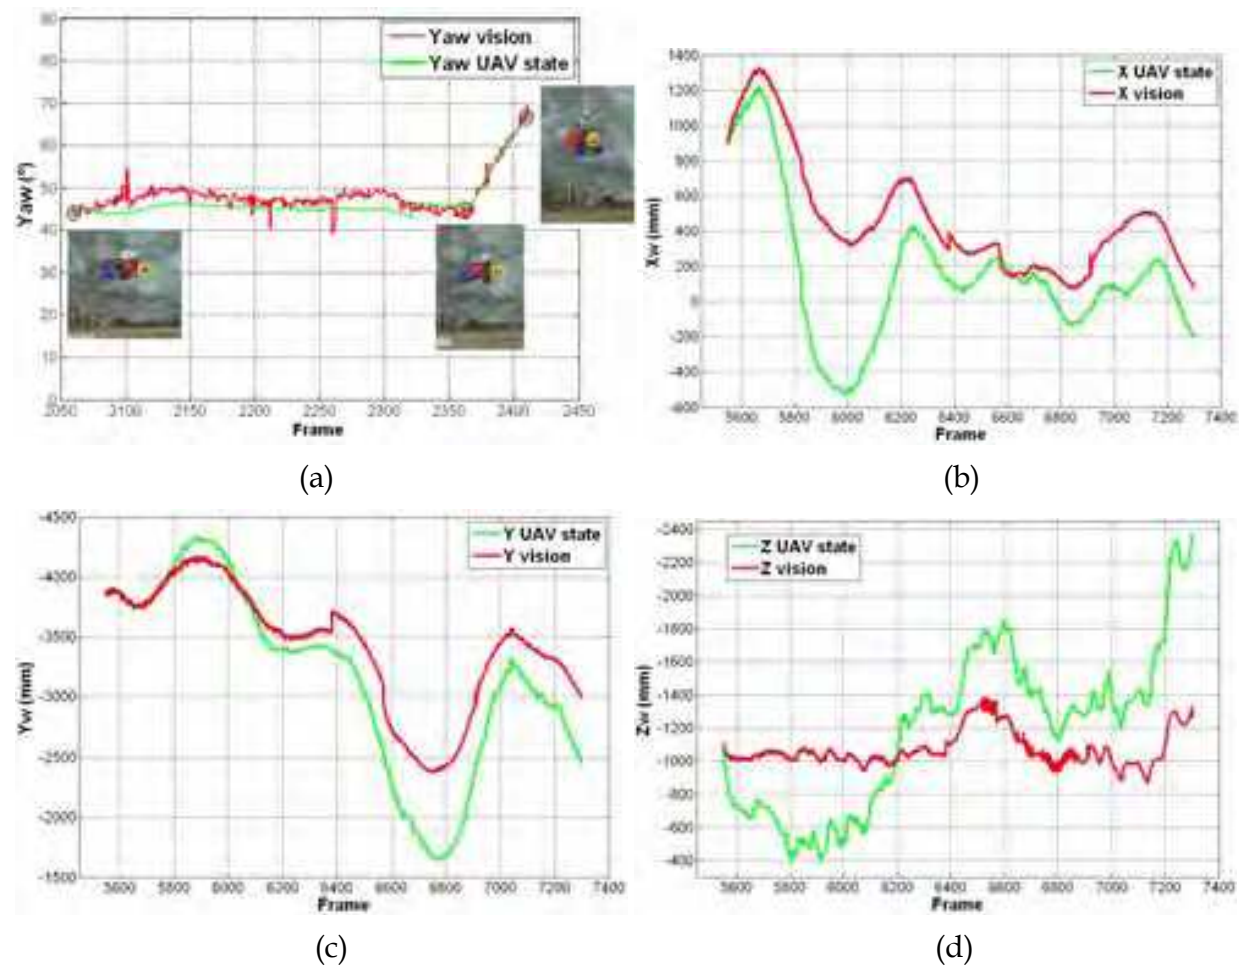 90
80
70
60
50
40
30
20
10
0
Yaw (°)
2050 2100 2150 2200 2250 2300 2350 2400 2450
Frame
Yaw vision
Yaw UAV state
(a)
1400
1200
1000
800
600
400
200
0
-200
-400
-600
Xw (mm)
5600 5800 6000 6200 6400 6600 6800 7000 7200 7400
Frame
X UAV state
X vision
(b)
-4500
-4000
-3500
-3000
-2500
-2000
-1500
Yw (mm)
5600 5800 6000 6200 6400 6600 6800 7000 7200 7400
Frame
Y UAV state
Y vision
(c)
-2400
-2200
-2000
-1800
-1600
-1400
-1200
-1000
-800
-600
-400
Zw (mm)
5600 5800 6000 6200 6400 6600 6800 7000 7200 7400
Frame
Z UAV state
Z vision
(d)